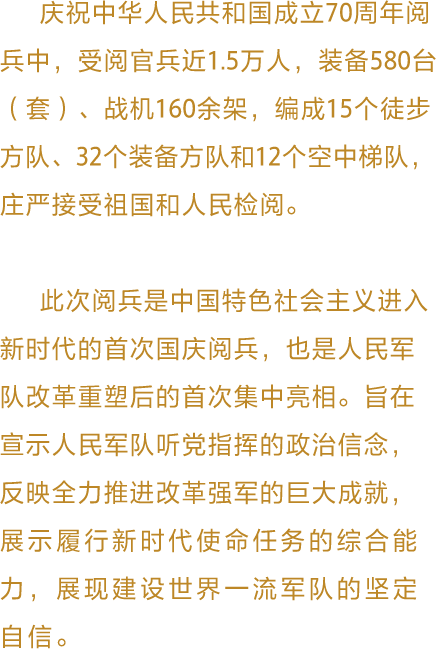 庆祝中华人民共和国成立70周年阅
兵中，受阅官兵近1.5万人，装备580台
（套）、战机160余架，编成15个徒步
方队、32个装备方队和12个空中梯队，
庄严接受祖国和人民检阅。
此次阅兵是中国特色社会主义进入
新时代的首次国庆阅兵，也是人民军
队改革重塑后的首次集中亮相。旨在
宣示人民军队听党指挥的政治信念，
反映全力推进改革强军的巨大成就，
展示履行新时代使命任务的综合能
力，展现建设世界一流军队的坚定
自信。